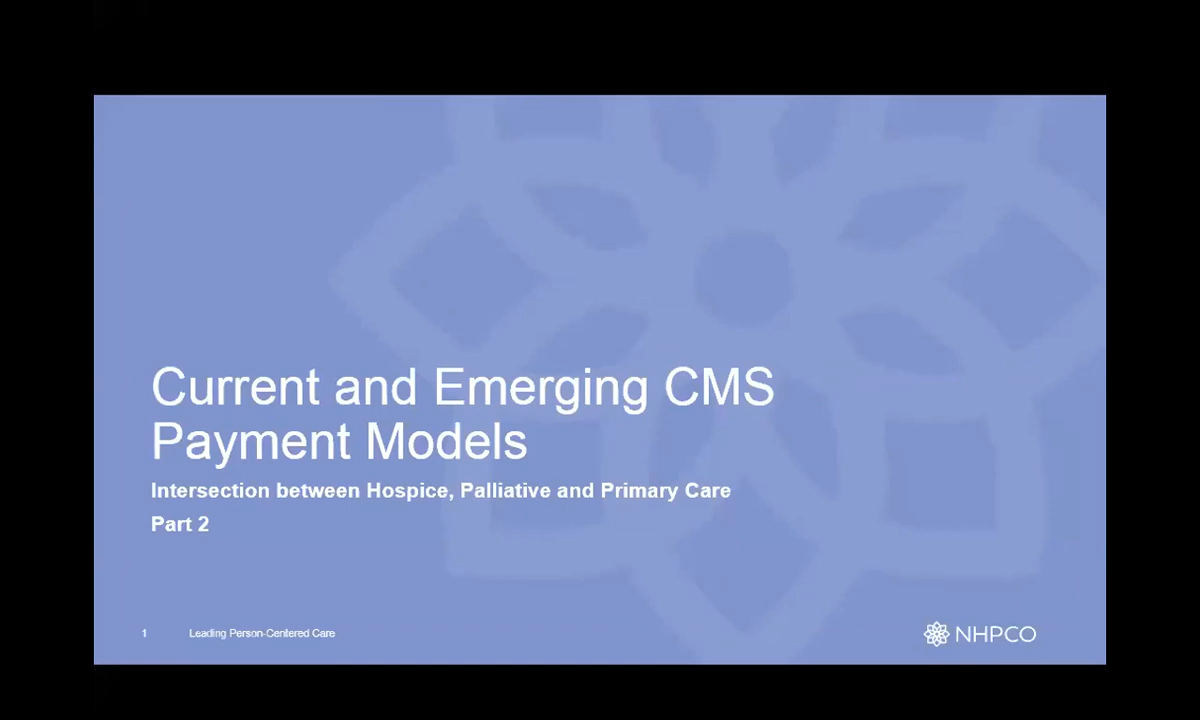 Current and Emerging CMS
Payment Models
Intersection between Hospice, Palliative and Primary Care
Part 2
1 Leading Person-Centered Care
NHPCO